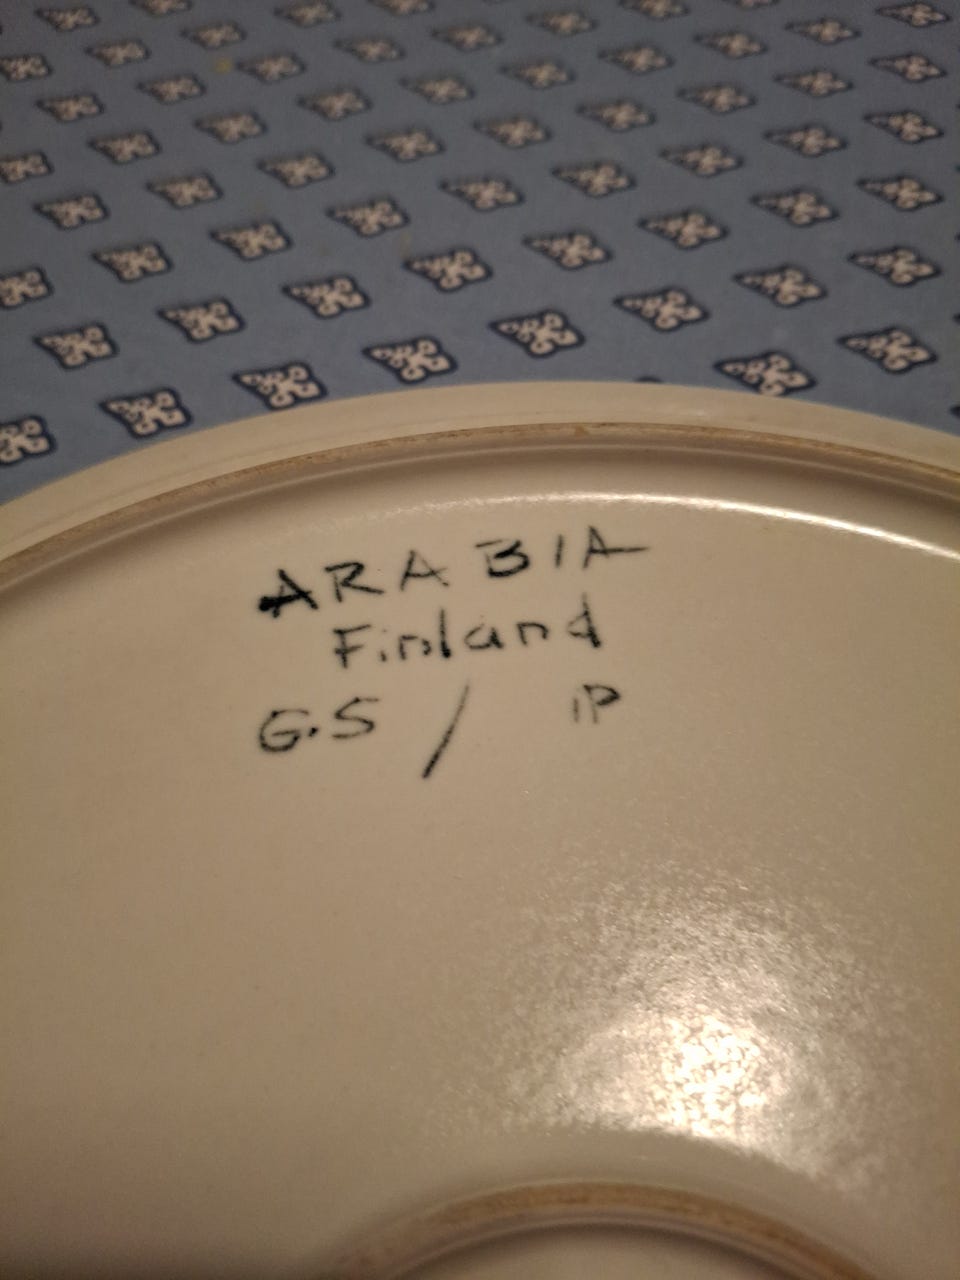 ARABIA
Finland
G.S / IP